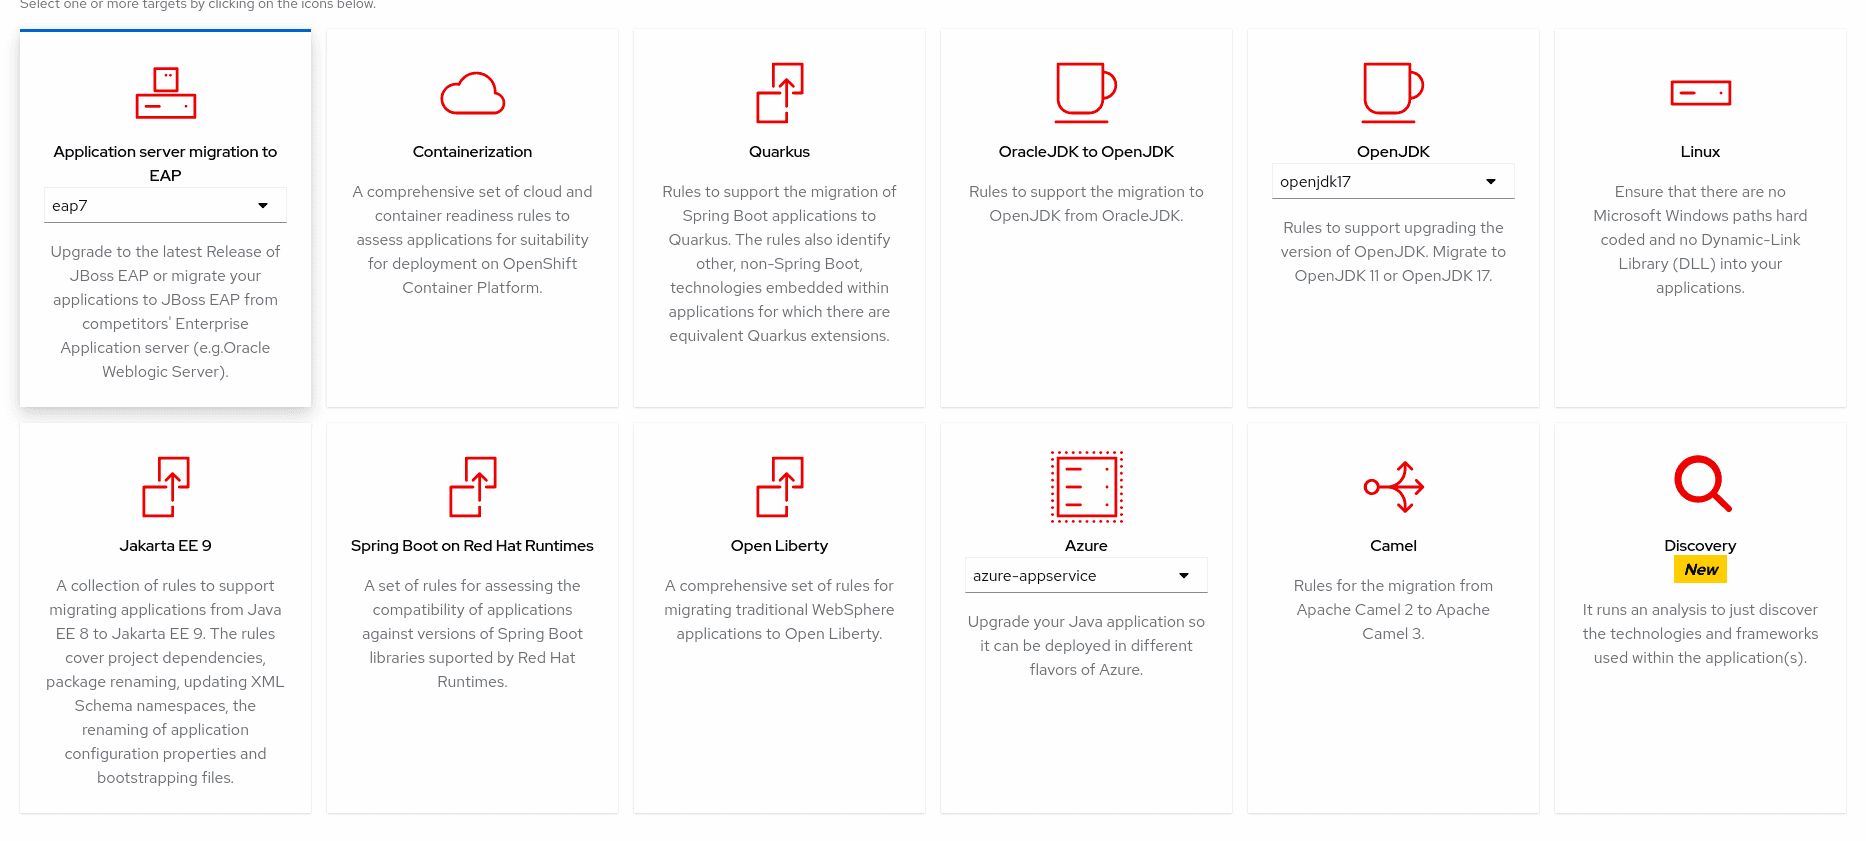 Select one or more targets by clicking on the icons below.
Application server migration to
EAP
eap7
Upgrade to the latest Release of
JBoss EAP or migrate your
applications to JBoss EAP from
competitors' Enterprise
Application server (e.g.Oracle
Weblogic Server).
Containerization
A comprehensive set of cloud and
container readiness rules to
assess applications for suitability
for deployment on OpenShift
Container Platform.
Quarkus
Rules to support the migration of
Spring Boot applications to
Quarkus. The rules also identify
other, non-Spring Boot,
technologies embedded within
applications for which there are
equivalent Quarkus extensions.
OracleJDK to OpenJDK
Rules to support the migration to
OpenJDK from OracleJDK.
OpenJDK
openjdk17
Rules to support upgrading the
version of OpenJDK. Migrate to
OpenJDK 11 or OpenJDK 17.
Linux
Ensure that there are no
Microsoft Windows paths hard
coded and no Dynamic-Link
Library (DLL) into your
applications.
Jakarta EE 9
A collection of rules to support
migrating applications from Java
EE 8 to Jakarta EE 9. The rules
cover project dependencies,
package renaming, updating XML
Schema namespaces, the
renaming of application
configuration properties and
bootstrapping files.
Spring Boot on Red Hat Runtimes
A set of rules for assessing the
compatibility of applications
against versions of Spring Boot
libraries suported by Red Hat
Runtimes.
Open Liberty
A comprehensive set of rules for
migrating traditional WebSphere
applications to Open Liberty.
Azure
azure-appservice
Upgrade your Java application so
it can be deployed in different
flavors of Azure.
Camel
Rules for the migration from
Apache Camel 2 to Apache
Camel 3.
Discovery
New
It runs an analysis to just discover
the technologies and frameworks
used within the application(s).